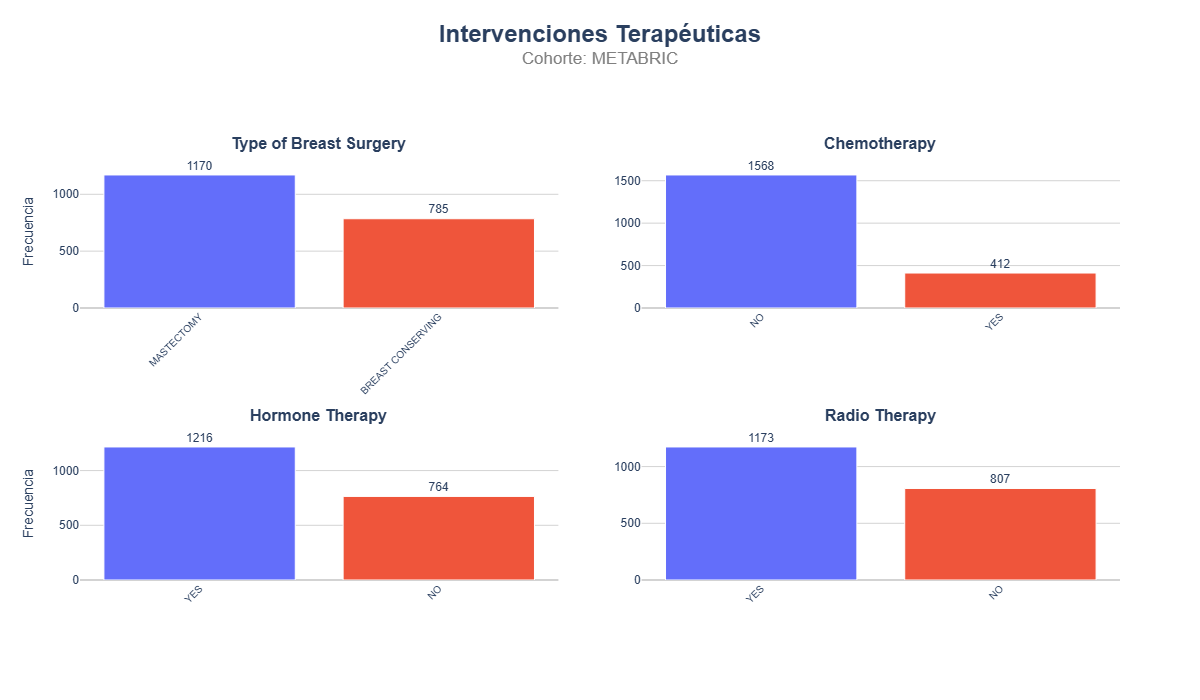 Intervenciones Terapéuticas
Cohorte: METABRIC
Type of Breast Surgery
Frecuencia
1000
500
0
1170
785
MASTECTOMY
BREAST CONSERVING
Chemotherapy
1500
1000
500
0
1568
412
NO
YES
Hormone Therapy
Frecuencia
1000
500
0
1216
764
YES
NO
Radio Therapy
1000
500
0
1173
807
YES
NO